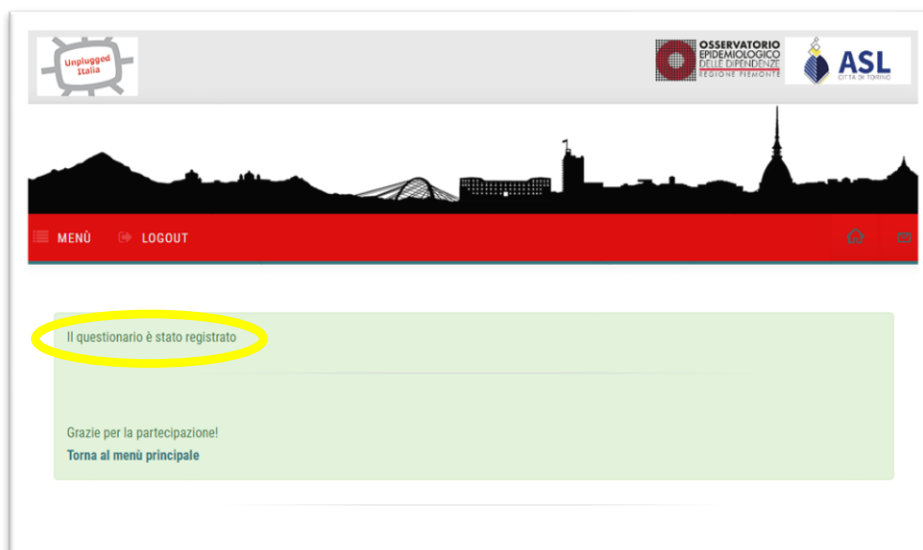 Unplugged
Italia
OSSERVATORIO
EPIDEMIOLOGICO
DELLE DIPENDENZE
REGIONE PIEMONTE
ASL
CITTÀ DI TORINO
MENÙ
LOGOUT
Il questionario è stato registrato
Grazie per la partecipazione!
Torna al menù principale